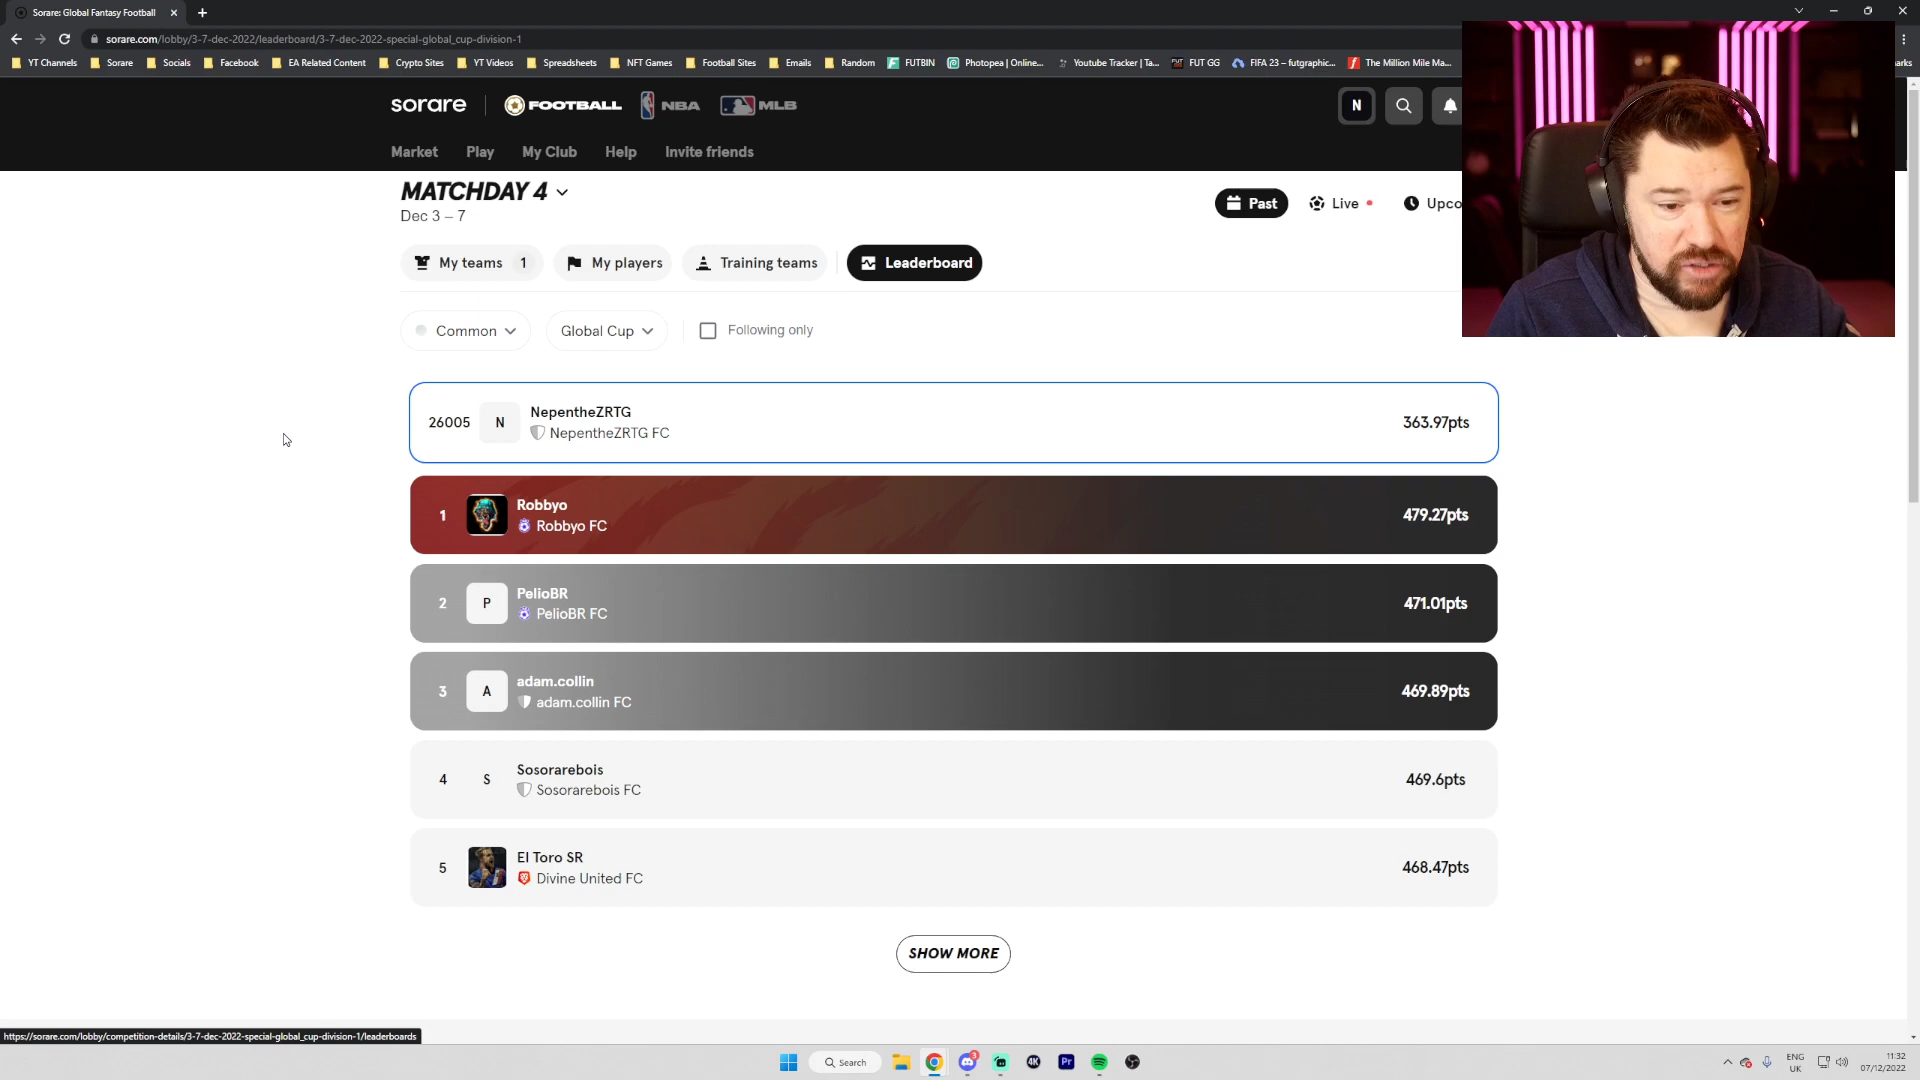 Sorare: Global Fantasy Football
sorare.com/lobby/3-7-dec-2022/leaderboard/3-7-dec-2022-special-global_cup-division-1
YT Channels Sorare Socials Facebook EA Related Content Crypto Sites YT Videos Spreadsheets NFT Games Football Sites Emails Random FUTBIN Photopea | Online... Youtube Tracker | Ta... FUT GG FIFA 23 – futgraphic... The Million Mile Ma...
sorare FOOTBALL NBA MLB
N
Market Play My Club Help Invite friends
MATCHDAY 4
Dec 3 – 7
Past Live Upco
My teams 1 My players Training teams Leaderboard
Common Global Cup Following only
26005 N NepentheZRTG 363.97pts
NepentheZRTG FC
1 Robbyo 479.27pts
Robbyo FC
2 P PelioBR 471.01pts
PelioBR FC
3 A adam.collin 469.89pts
adam.collin FC
4 S Sosorarebois 469.6pts
Sosorarebois FC
5 El Toro SR 468.47pts
Divine United FC
SHOW MORE
https://sorare.com/lobby/competition-details/3-7-dec-2022-special-global_cup-division-1/leaderboards
Search
3
4K
Pr
ENG
UK
11:32
07/12/2022